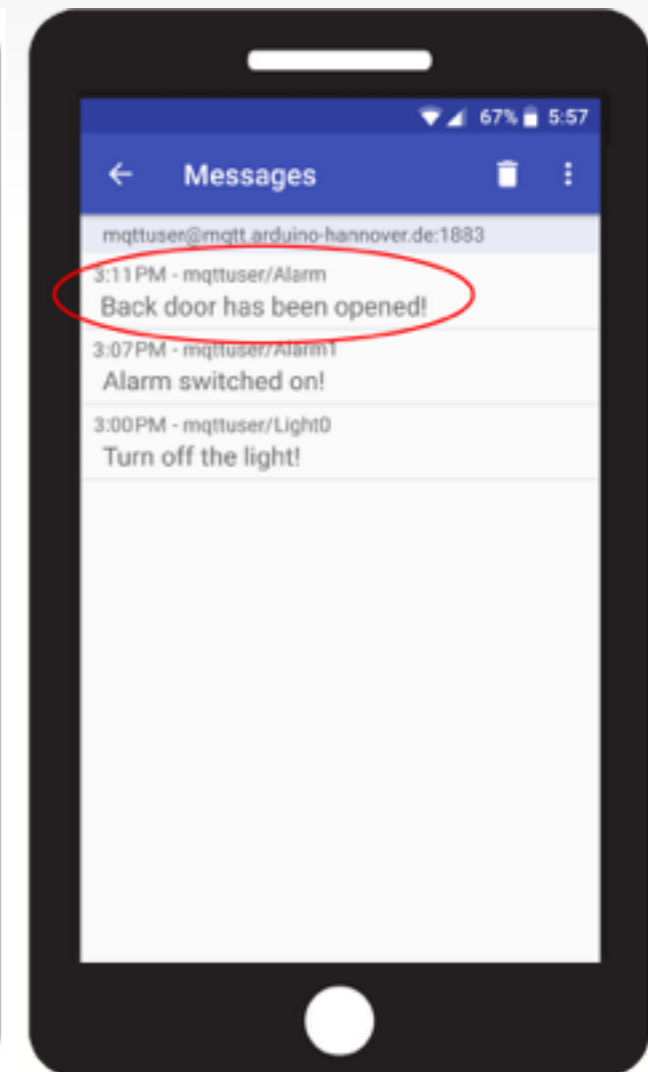 67% 5:57
Messages
mqttuser@mqtt.arduino-hannover.de:1883
3:11PM - mqttuser/Alarm
Back door has been opened!
3:07PM - mqttuser/Alarm1
Alarm switched on!
3:00PM - mqttuser/Light0
Turn off the light!